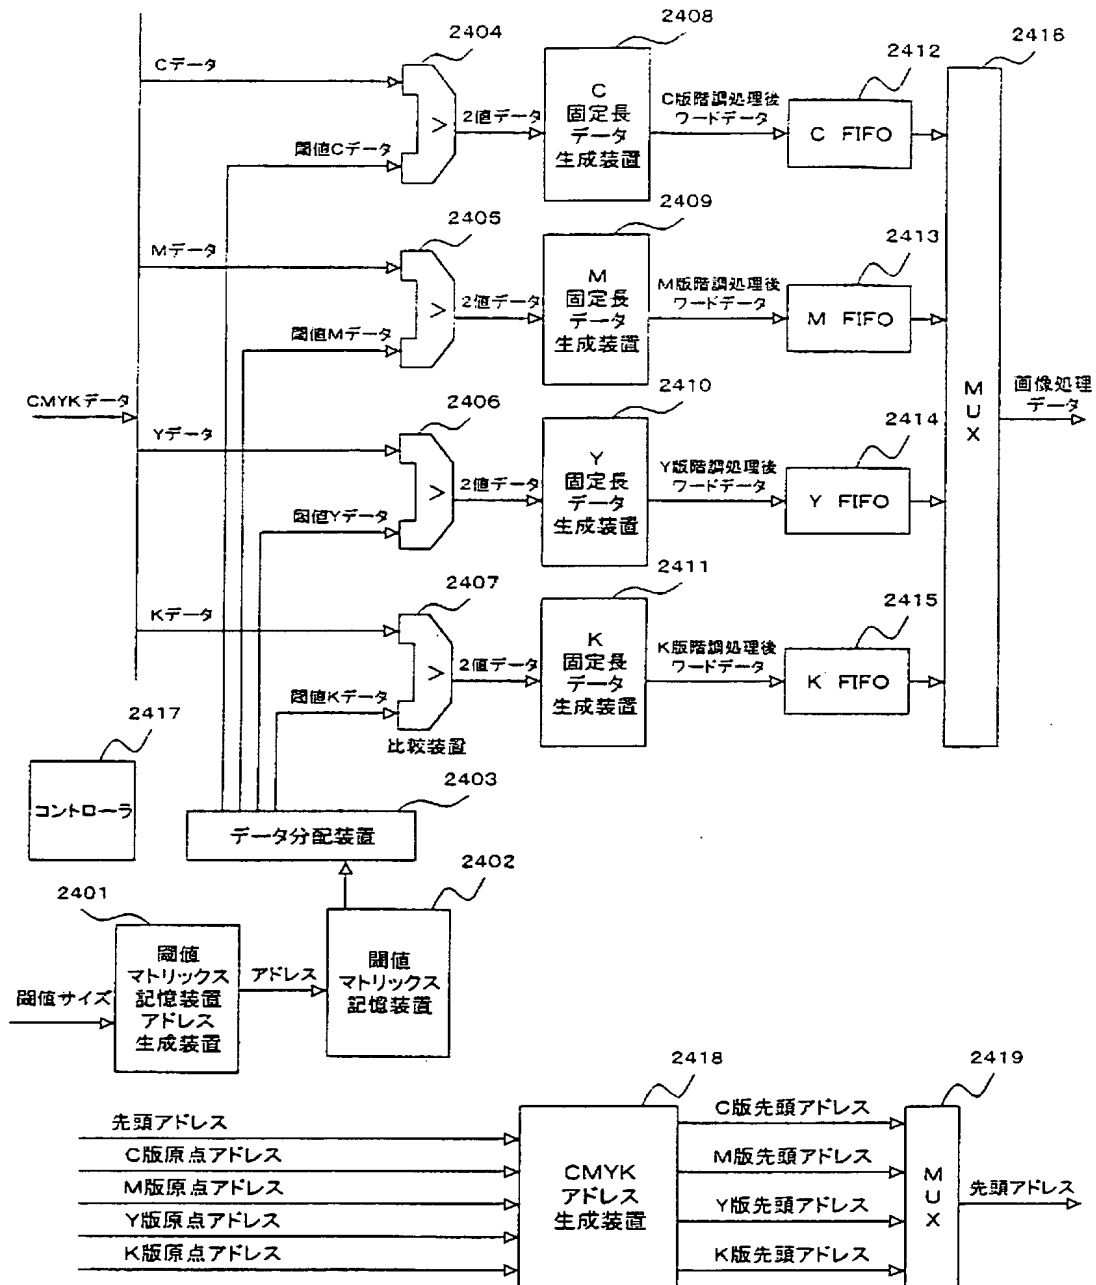 2404
2408
2412
2416
Cデータ
C
固定長
データ
生成装置
2値データ
C版階調処理後
ワードデータ
C FIFO
閾値Cデータ
2405
2409
2413
Mデータ
M
固定長
データ
生成装置
2値データ
M版階調処理後
ワードデータ
M FIFO
閾値Mデータ
MUX
画像処理
データ
CMYKデータ
2406
2410
2414
Yデータ
Y
固定長
データ
生成装置
2値データ
Y版階調処理後
ワードデータ
Y FIFO
閾値Yデータ
2407
2411
2415
Kデータ
K
固定長
データ
生成装置
2値データ
K版階調処理後
ワードデータ
K FIFO
閾値Kデータ
比較装置
2417
コントローラ
2403
データ分配装置
2401
2402
閾値サイズ
閾値
マトリックス
記憶装置
アドレス
生成装置
アドレス
閾値
マトリックス
記憶装置
2418
2419
先頭アドレス
C版原点アドレス
M版原点アドレス
Y版原点アドレス
K版原点アドレス
CMYK
アドレス
生成装置
C版先頭アドレス
M版先頭アドレス
Y版先頭アドレス
K版先頭アドレス
MUX
先頭アドレス